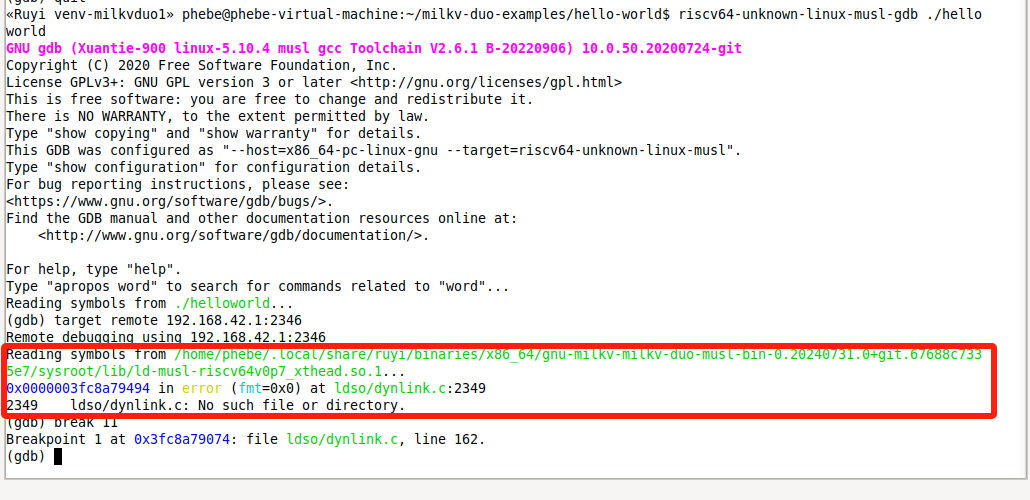 «Ruyi venv-milkvduo1» phebe@phebe-virtual-machine:~/milkv-duo-examples/hello-world$ riscv64-unknown-linux-musl-gdb ./hello
world
GNU gdb (Xuantie-900 linux-5.10.4 musl gcc Toolchain V2.6.1 B-20220906) 10.0.50.20200724-git
Copyright (C) 2020 Free Software Foundation, Inc.
License GPLv3+: GNU GPL version 3 or later <http://gnu.org/licenses/gpl.html>
This is free software: you are free to change and redistribute it.
There is NO WARRANTY, to the extent permitted by law.
Type "show copying" and "show warranty" for details.
This GDB was configured as "--host=x86_64-pc-linux-gnu --target=riscv64-unknown-linux-musl".
Type "show configuration" for configuration details.
For bug reporting instructions, please see:
<https://www.gnu.org/software/gdb/bugs/>.
Find the GDB manual and other documentation resources online at:
    <http://www.gnu.org/software/gdb/documentation/>.

For help, type "help".
Type "apropos word" to search for commands related to "word"...
Reading symbols from ./helloworld...
(gdb) target remote 192.168.42.1:2346
Remote debugging using 192.168.42.1:2346
Reading symbols from /home/phebe/.local/share/ruyi/binaries/x86_64/gnu-milkv-milkv-duo-musl-bin-0.20240731.0+git.67688c733
5e7/sysroot/lib/ld-musl-riscv64v0p7_xthead.so.1...
0x0000003fc8a79494 in error (fmt=0x0) at ldso/dynlink.c:2349
2349    ldso/dynlink.c: No such file or directory.
(gdb) break 11
Breakpoint 1 at 0x3fc8a79074: file ldso/dynlink.c, line 162.
(gdb)